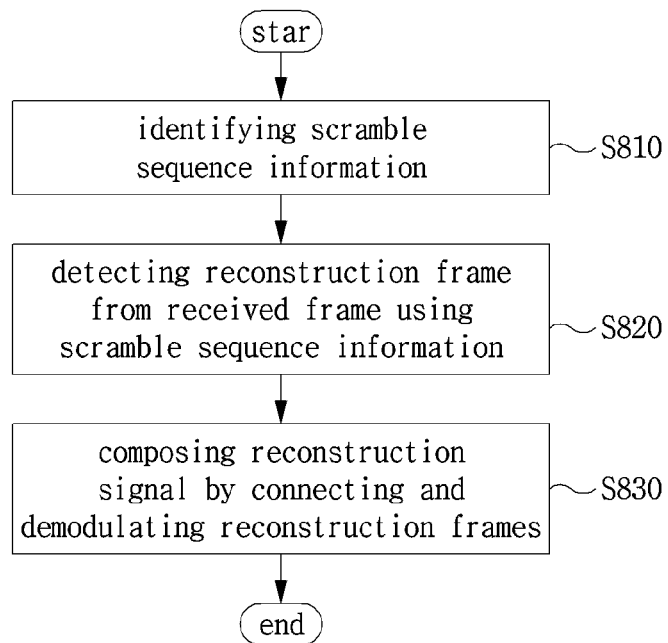 star
identifying scramble
sequence information
S810
detecting reconstruction frame
from received frame using
scramble sequence information
S820
composing reconstruction
signal by connecting and
demodulating reconstruction frames
S830
end